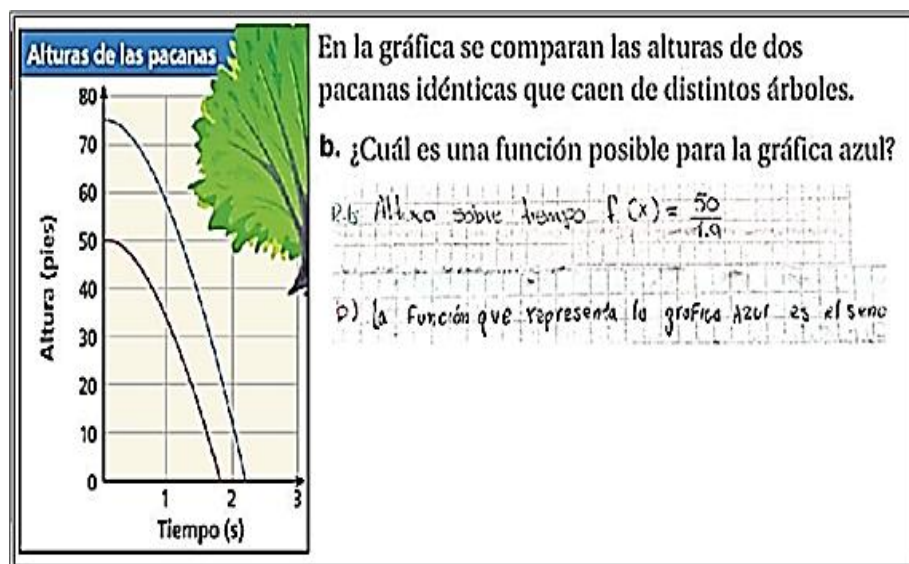 Alturas de las pacanas
80
70
60
50
40
30
20
10
0
1
2
3
Altura (pies)
Tiempo (s)
En la gráfica se comparan las alturas de dos
pacanas idénticas que caen de distintos árboles.
b. ¿Cuál es una función posible para la gráfica azul?
Altura sobre tiempo f(x) = 50
1.9
b) la función que representa la grafica Azul es el seno